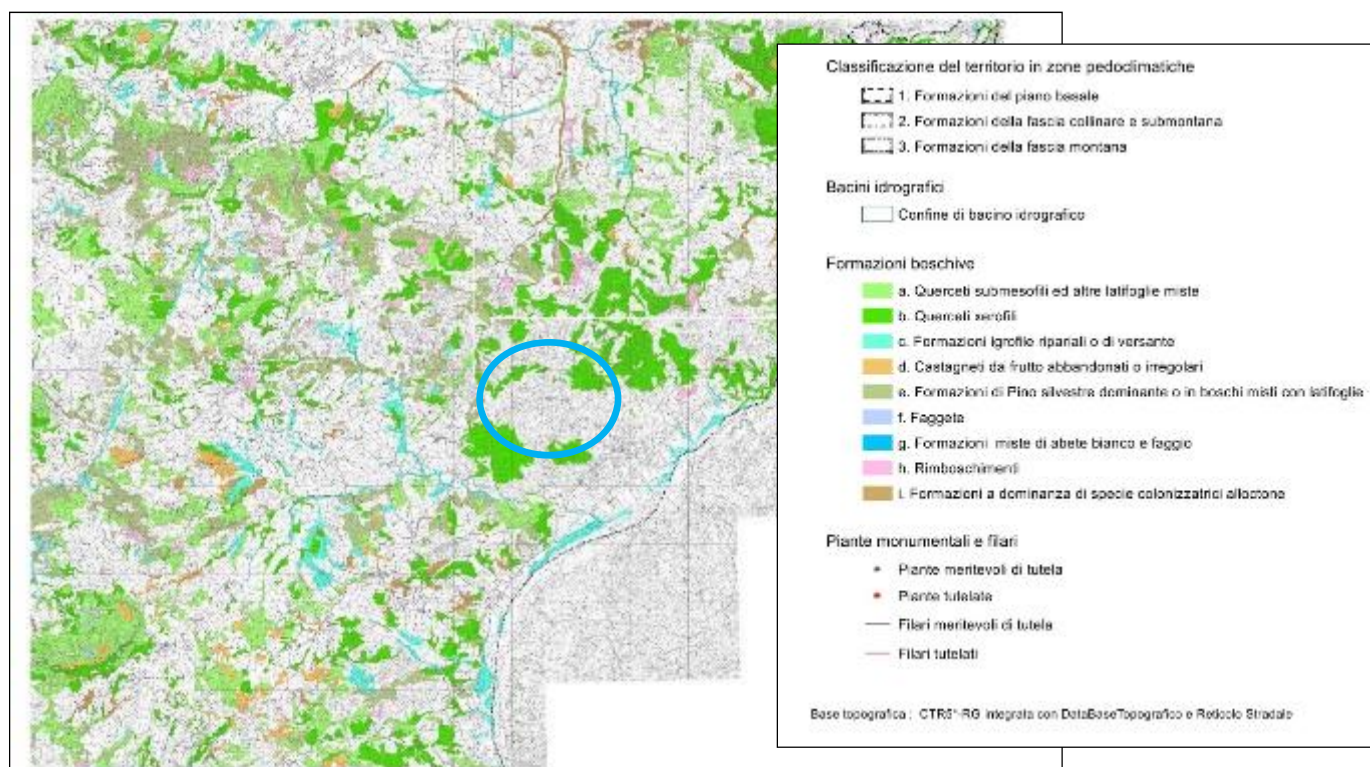 Classificazione del territorio in zone pedoclimatiche
1. Formazioni del piano basale
2. Formazioni della fascia collinare e submontana
3. Formazioni della fascia montana
Bacini idrografici
Confine di bacino idrografico
Formazioni boschive
a. Querceti submesofili ed altre latifoglie miste
b. Querceti xerofili
c. Formazioni igrofile ripariali o di versante
d. Castagneti da frutto abbandonati o irregolari
e. Formazioni di Pino silvestre dominante o in boschi misti con latifoglie
f. Faggete
g. Formazioni miste di abete bianco e faggio
h. Rimboschimenti
i. Formazioni a dominanza di specie colonizzatrici alloctone
Piante monumentali e filari
Piante meritevoli di tutela
Piante tutelate
Filari meritevoli di tutela
Filari tutelati
Base topografica : CTR5*-RG integrata con DataBaseTopografico e Reticolo Stradale